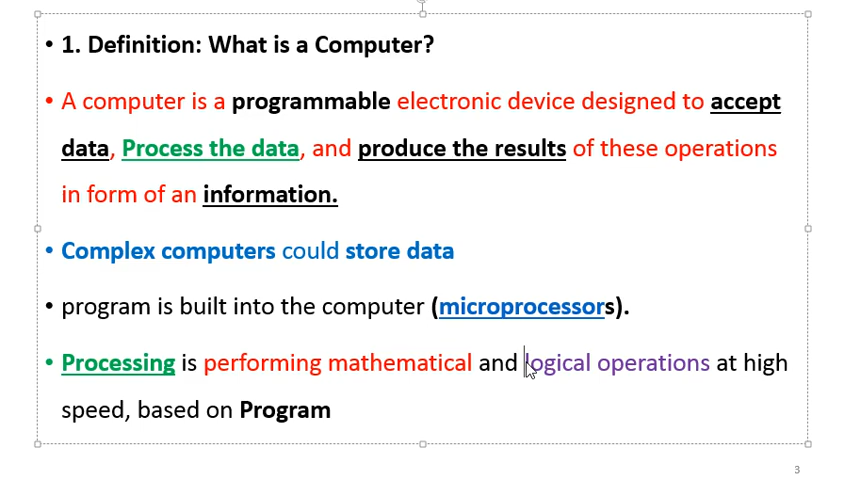 • 1. Definition: What is a Computer?
• A computer is a programmable electronic device designed to accept
data, Process the data, and produce the results of these operations
in form of an information.
• Complex computers could store data
• program is built into the computer (microprocessors).
• Processing is performing mathematical and logical operations at high
speed, based on Program
3